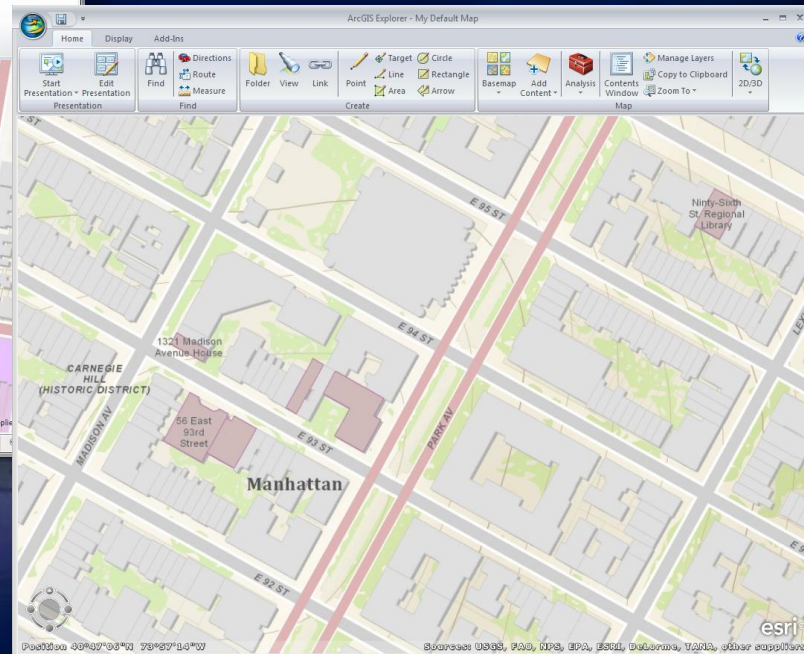 ArcGIS Explorer - My Default Map
Home Display Add-Ins
Start Presentation
Edit Presentation
Presentation
Find
Directions
Route
Measure
Find
Folder
View
Link
Point
Target
Line
Area
Circle
Rectangle
Arrow
Create
Basemap
Add Content
Analysis
Contents Window
Manage Layers
Copy to Clipboard
Zoom To
Map
2D/3D
ST
E 95 ST
Ninty-Sixth
St. Regional
Library
E 94 ST
1321 Madison
Avenue House
CARNEGIE
HILL
(HISTORIC DISTRICT)
MADISON AV
56 East
93rd
Street
E 93 ST
PARK AV
LEX
Manhattan
E 92 ST
E 9
esri
Position 40°47'06"N 73°57'14"W
Sources: USGS, FAO, NPS, EPA, ESRI, DeLorme, TANA, other suppliers